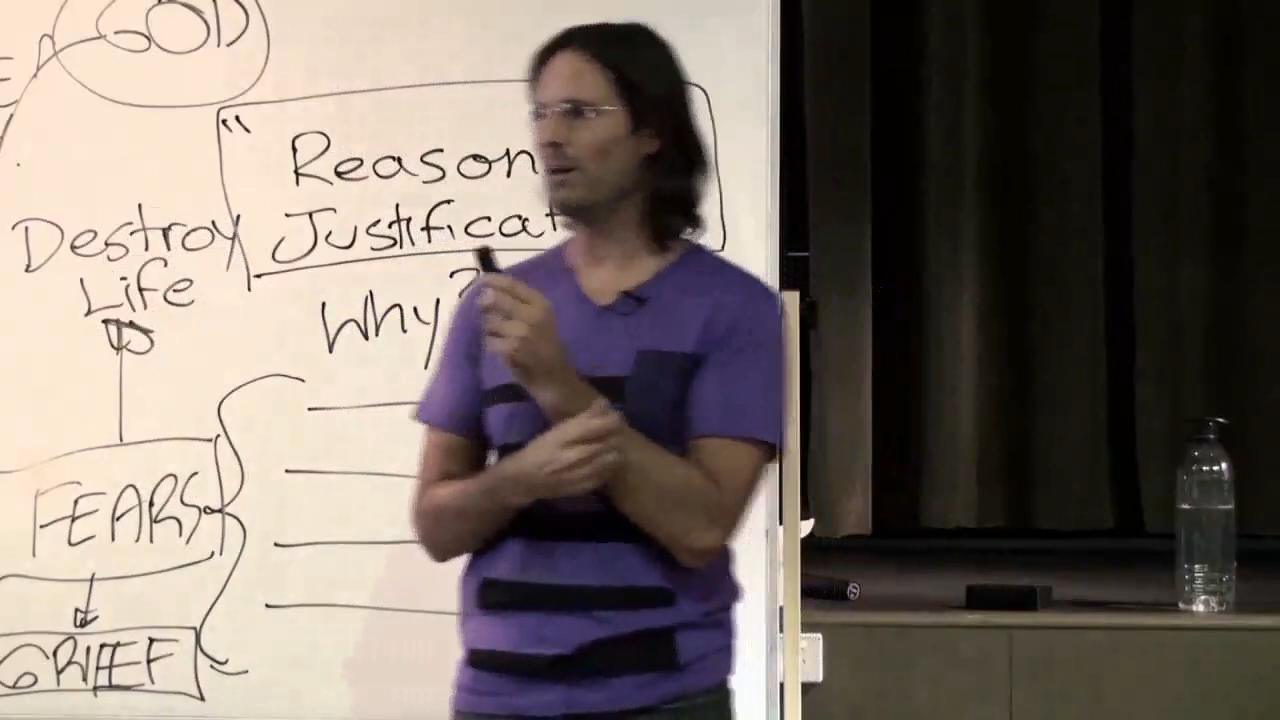 GOD
E
"
Reason
Justificat
Destroy
Life
Why?
FEARS
GRIEF